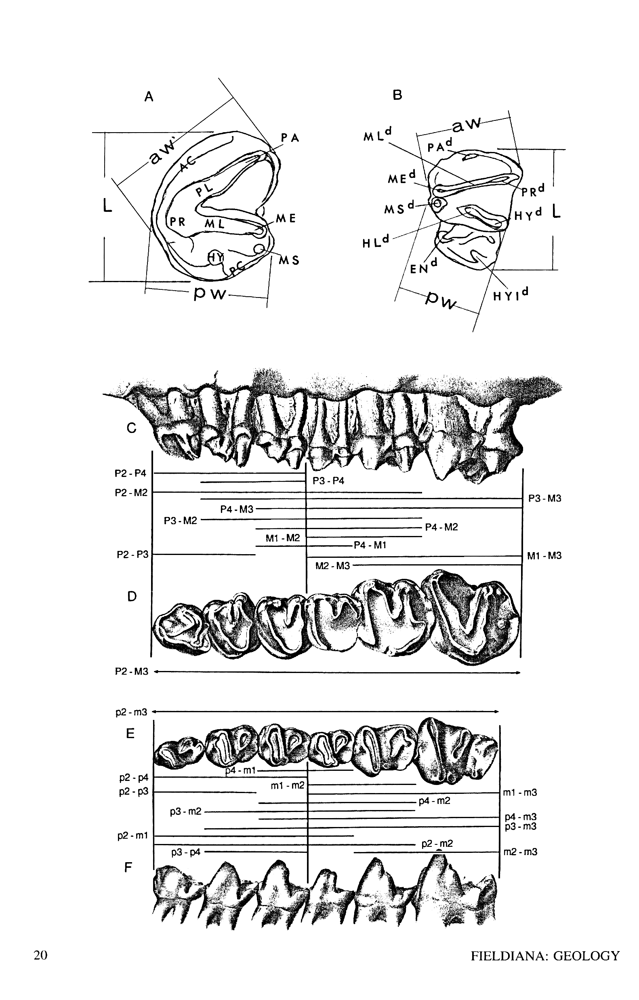 A
aw
PA
AC
PL
L
PR
ML
ME
HY
PC
MS
pw
B
aw
MLd
PAd
MEd
PRd
MSd
HYd
L
HLd
ENd
HYld
pw
C
P2 - P4
P3 - P4
P2 - M2
P3 - M3
P4 - M3
P3 - M2
P4 - M2
M1 - M2
P4 - M1
P2 - P3
M1 - M3
M2 - M3
D
P2 - M3
p2 - m3
E
p4 - m1
p2 - p4
m1 - m2
p2 - p3
m1 - m3
p4 - m2
p3 - m2
p4 - m3
p3 - m3
p2 - m1
p2 - m2
p3 - p4
m2 - m3
F
20
FIELDIANA: GEOLOGY